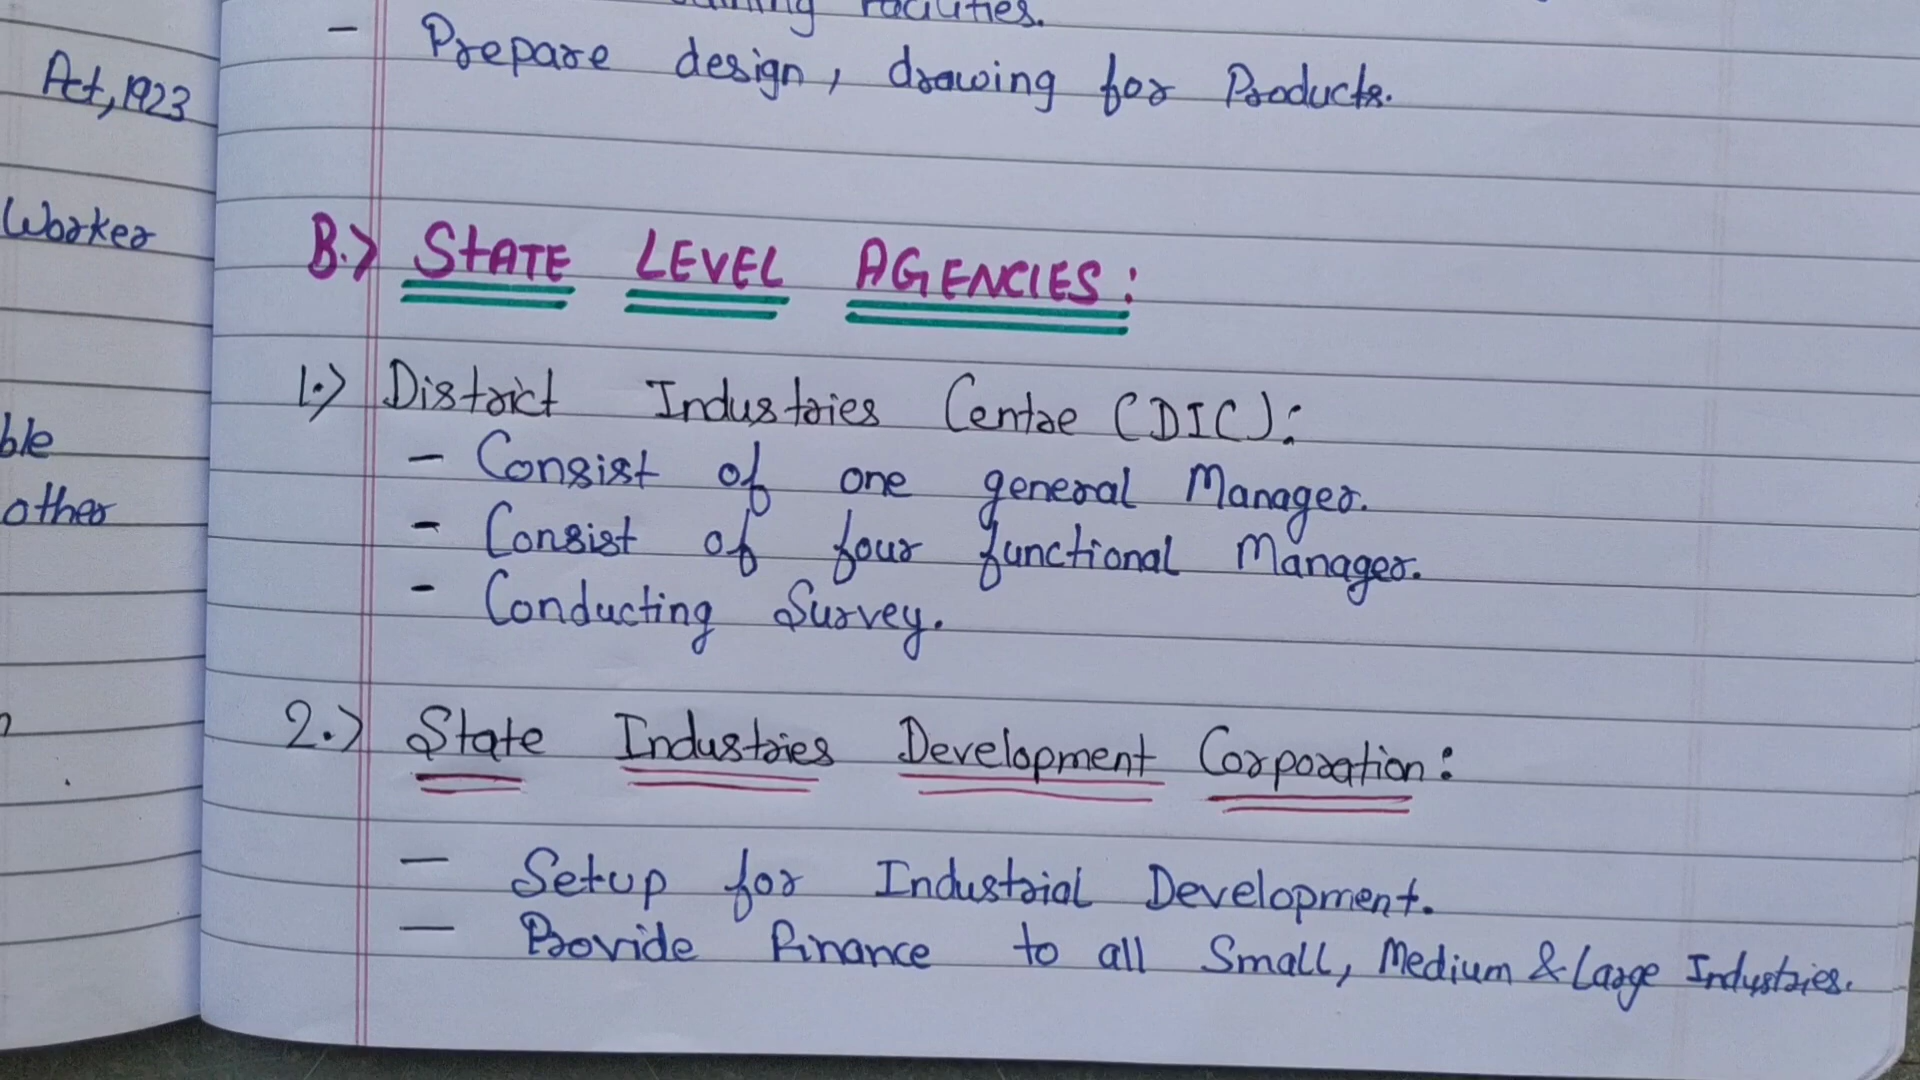 Act, 1923
Worker
ble
other
facilities.
- Prepare design, drawing for Products.
B.> STATE LEVEL AGENCIES:
1.> District Industries Centre (DIC):
- Consist of one general Manager.
- Consist of four functional Manager.
- Conducting Survey.
2.> State Industries Development Corporation:
- Setup for Industrial Development.
- Provide Finance to all Small, Medium & Large Industries.